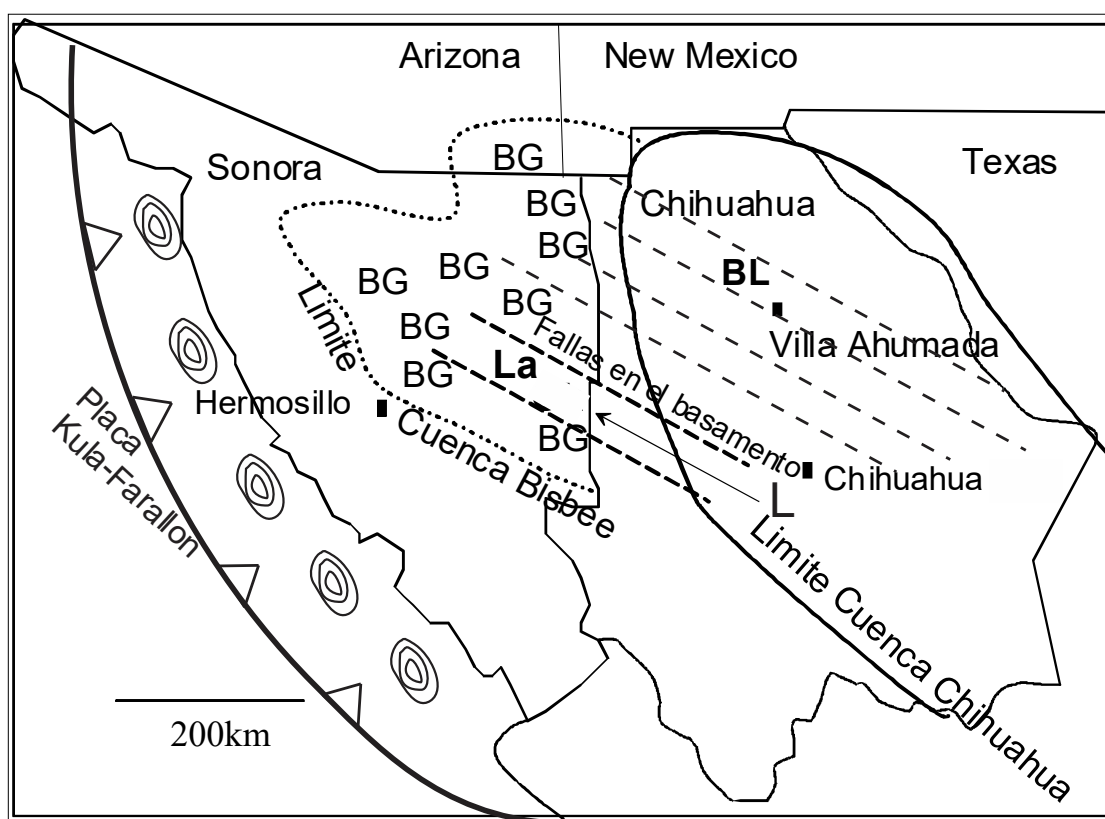 Arizona
New Mexico
Sonora
BG
Texas
BG
Chihuahua
BG
BG
BL
BG
BG
Limite
BG
Fallas en el basamento
Villa Ahumada
La
BG
Hermosillo
Placa
Kula-Farallon
Cuenca Bisbee
BG
Chihuahua
L
Limite Cuenca Chihuahua
200km